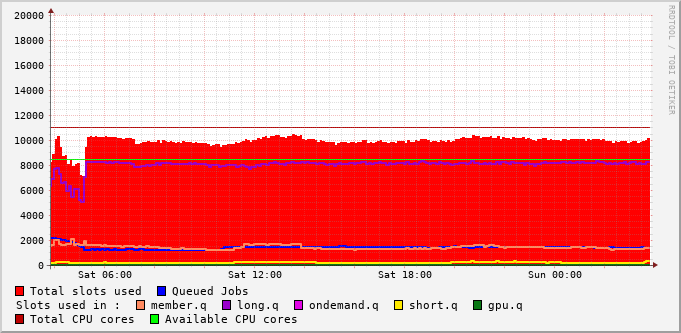 20000
18000
16000
14000
12000
10000
8000
6000
4000
2000
0
Sat 06:00 Sat 12:00 Sat 18:00 Sun 00:00
RRDTOOL / TOBI OETIKER
Total slots used Queued Jobs
Slots used in : member.q long.q ondemand.q short.q gpu.q
Total CPU cores Available CPU cores